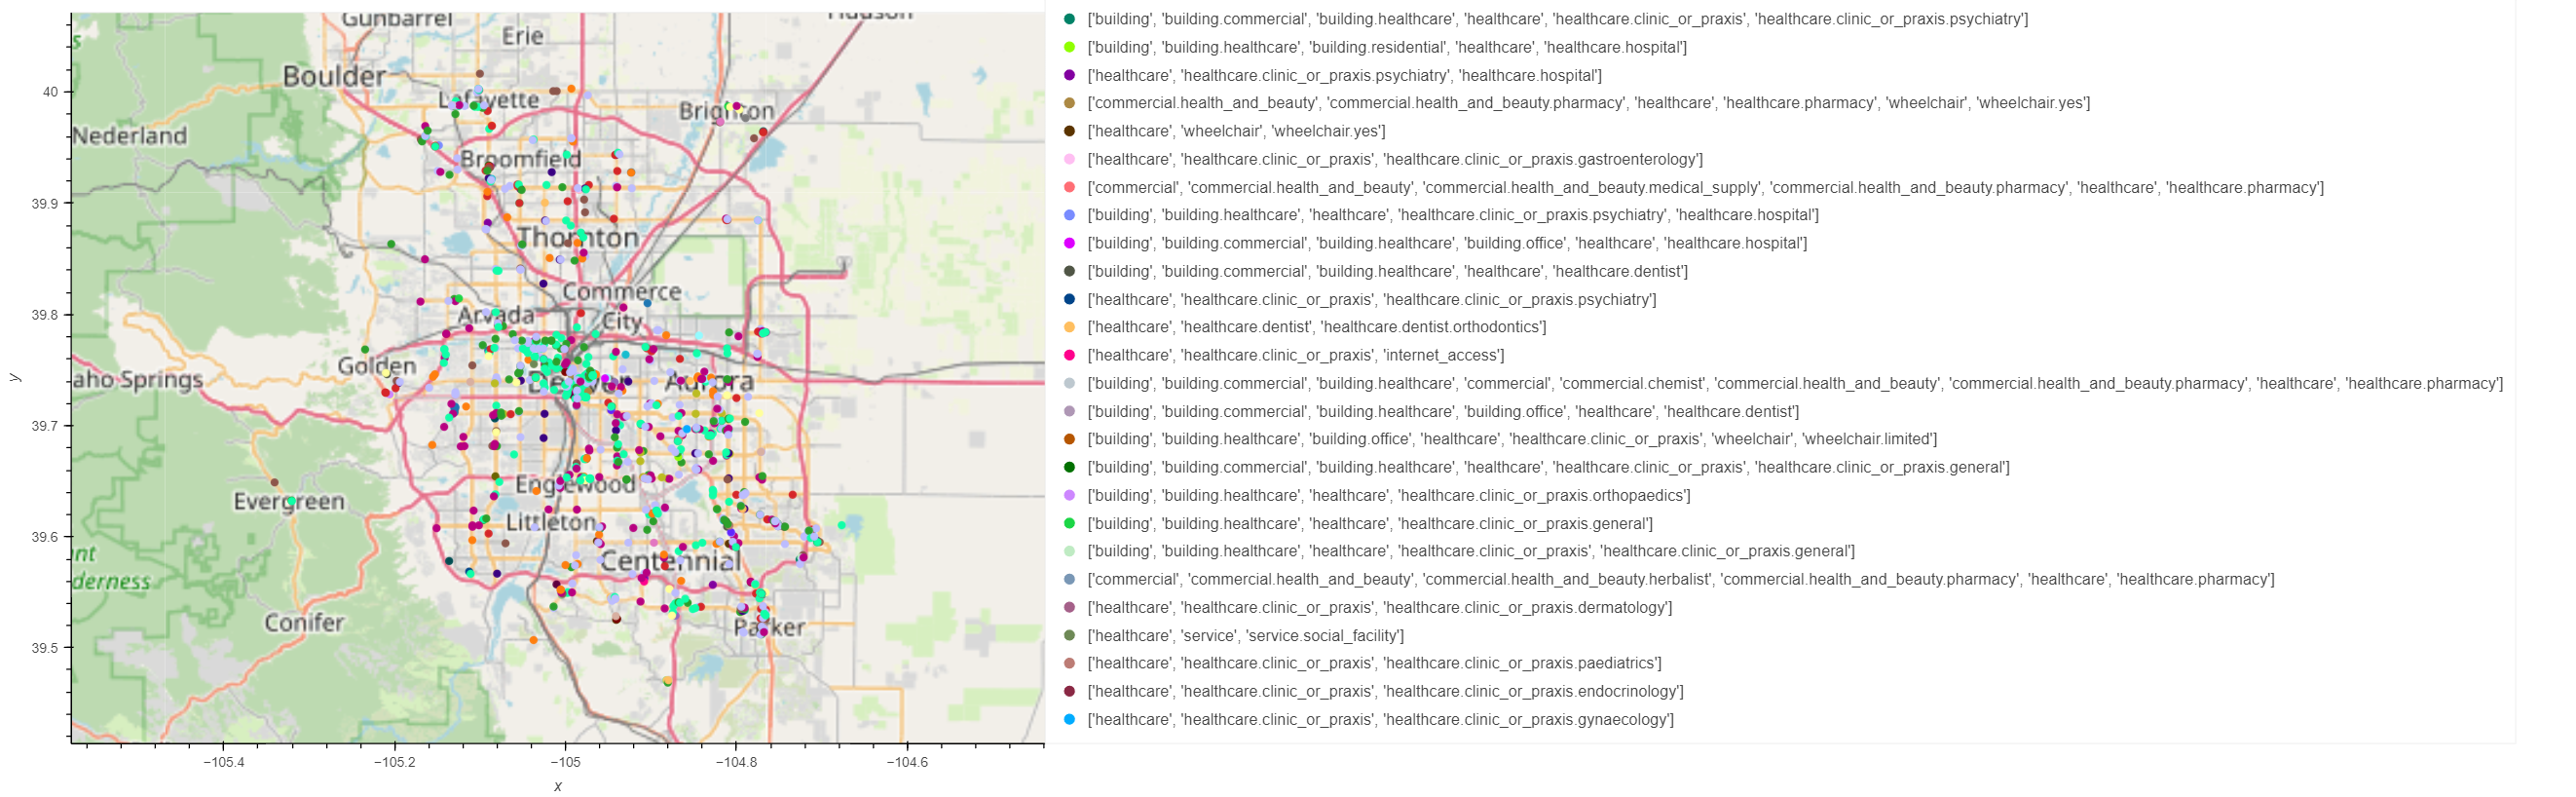 Gunbarrel
Hudson
Erie
Boulder
Lafayette
Brighton
Nederland
Broomfield
Thornton
Commerce
City
Arvada
Golden
aho Springs
Denver
Aurora
Evergreen
Englewood
Littleton
Centennial
nt
derness
Conifer
Parker
s
40
39.9
39.8
39.7
39.6
39.5
y
−105.4
−105.2
−105
−104.8
−104.6
x
['building', 'building.commercial', 'building.healthcare', 'healthcare', 'healthcare.clinic_or_praxis', 'healthcare.clinic_or_praxis.psychiatry']
['building', 'building.healthcare', 'building.residential', 'healthcare', 'healthcare.hospital']
['healthcare', 'healthcare.clinic_or_praxis.psychiatry', 'healthcare.hospital']
['commercial.health_and_beauty', 'commercial.health_and_beauty.pharmacy', 'healthcare', 'healthcare.pharmacy', 'wheelchair', 'wheelchair.yes']
['healthcare', 'wheelchair', 'wheelchair.yes']
['healthcare', 'healthcare.clinic_or_praxis', 'healthcare.clinic_or_praxis.gastroenterology']
['commercial', 'commercial.health_and_beauty', 'commercial.health_and_beauty.medical_supply', 'commercial.health_and_beauty.pharmacy', 'healthcare', 'healthcare.pharmacy']
['building', 'building.healthcare', 'healthcare', 'healthcare.clinic_or_praxis.psychiatry', 'healthcare.hospital']
['building', 'building.commercial', 'building.healthcare', 'building.office', 'healthcare', 'healthcare.hospital']
['building', 'building.commercial', 'building.healthcare', 'healthcare', 'healthcare.dentist']
['healthcare', 'healthcare.clinic_or_praxis', 'healthcare.clinic_or_praxis.psychiatry']
['healthcare', 'healthcare.dentist', 'healthcare.dentist.orthodontics']
['healthcare', 'healthcare.clinic_or_praxis', 'internet_access']
['building', 'building.commercial', 'building.healthcare', 'commercial', 'commercial.chemist', 'commercial.health_and_beauty', 'commercial.health_and_beauty.pharmacy', 'healthcare', 'healthcare.pharmacy']
['building', 'building.commercial', 'building.healthcare', 'building.office', 'healthcare', 'healthcare.dentist']
['building', 'building.healthcare', 'building.office', 'healthcare', 'healthcare.clinic_or_praxis', 'wheelchair', 'wheelchair.limited']
['building', 'building.commercial', 'building.healthcare', 'healthcare', 'healthcare.clinic_or_praxis', 'healthcare.clinic_or_praxis.general']
['building', 'building.healthcare', 'healthcare', 'healthcare.clinic_or_praxis.orthopaedics']
['building', 'building.healthcare', 'healthcare', 'healthcare.clinic_or_praxis.general']
['building', 'building.healthcare', 'healthcare', 'healthcare.clinic_or_praxis', 'healthcare.clinic_or_praxis.general']
['commercial', 'commercial.health_and_beauty', 'commercial.health_and_beauty.herbalist', 'commercial.health_and_beauty.pharmacy', 'healthcare', 'healthcare.pharmacy']
['healthcare', 'healthcare.clinic_or_praxis', 'healthcare.clinic_or_praxis.dermatology']
['healthcare', 'service', 'service.social_facility']
['healthcare', 'healthcare.clinic_or_praxis', 'healthcare.clinic_or_praxis.paediatrics']
['healthcare', 'healthcare.clinic_or_praxis', 'healthcare.clinic_or_praxis.endocrinology']
['healthcare', 'healthcare.clinic_or_praxis', 'healthcare.clinic_or_praxis.gynaecology']